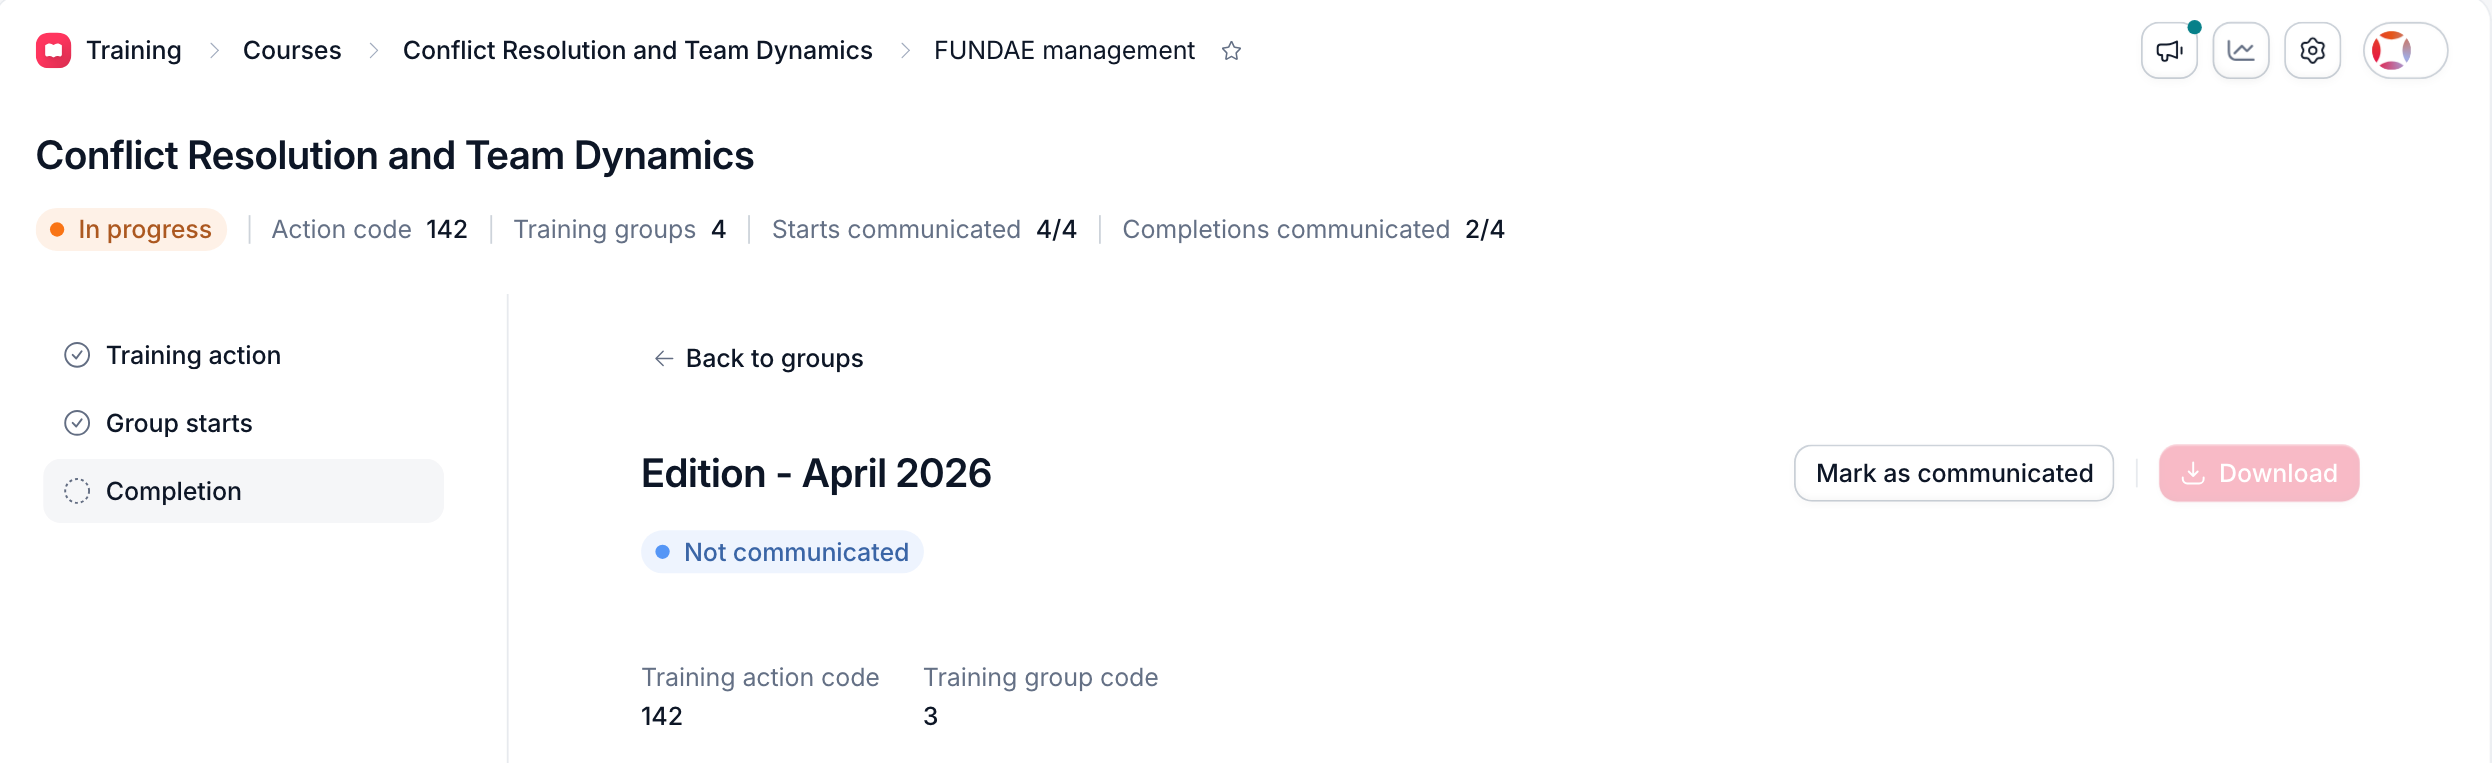 Training > Courses > Conflict Resolution and Team Dynamics > FUNDAE management
Conflict Resolution and Team Dynamics
In progress | Action code 142 | Training groups 4 | Starts communicated 4/4 | Completions communicated 2/4
Training action
Group starts
Completion
Back to groups
Edition - April 2026
Mark as communicated
Download
Not communicated
Training action code
142
Training group code
3